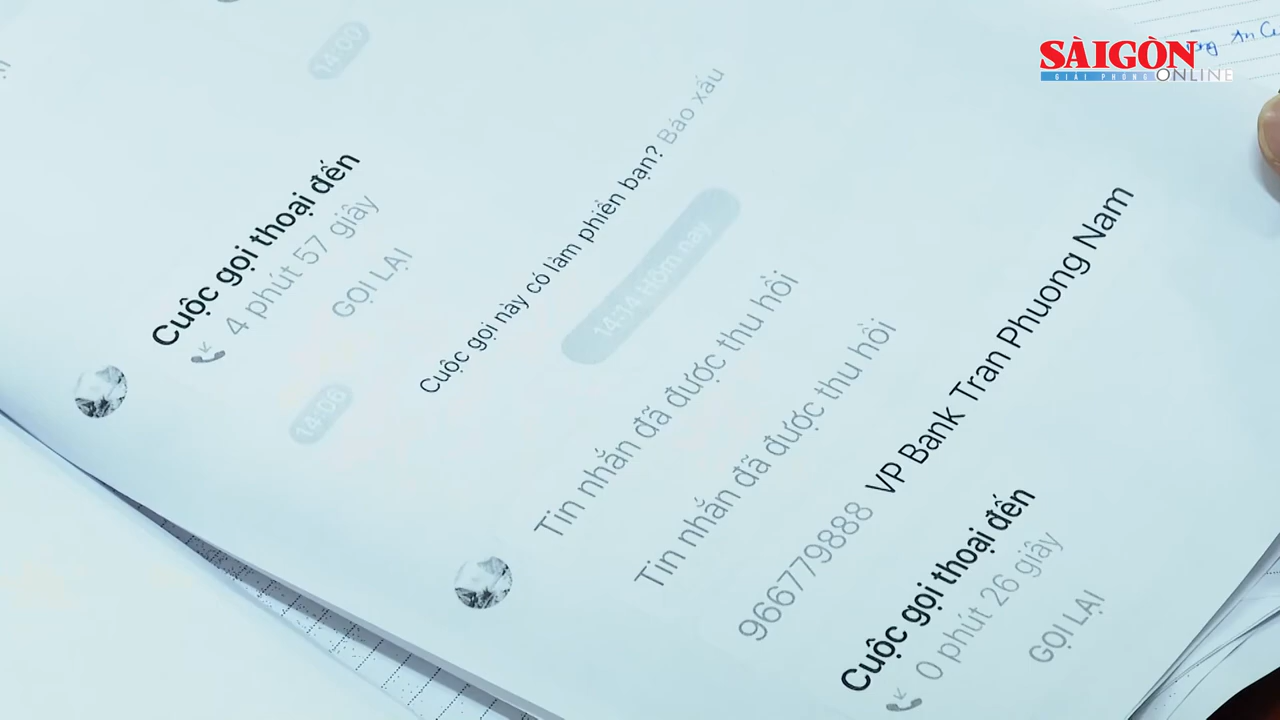 SÀIGÒN
GIẢI PHÓNG ONLINE
14:00
Cuộc gọi thoại đến
4 phút 57 giây
GỌI LẠI
14:06
Cuộc gọi này có làm phiền bạn? Báo xấu
14:14 Hôm nay
Tin nhắn đã được thu hồi
Tin nhắn đã được thu hồi
966779888 VP Bank Tran Phuong Nam
Cuộc gọi thoại đến
0 phút 26 giây
GỌI LẠI